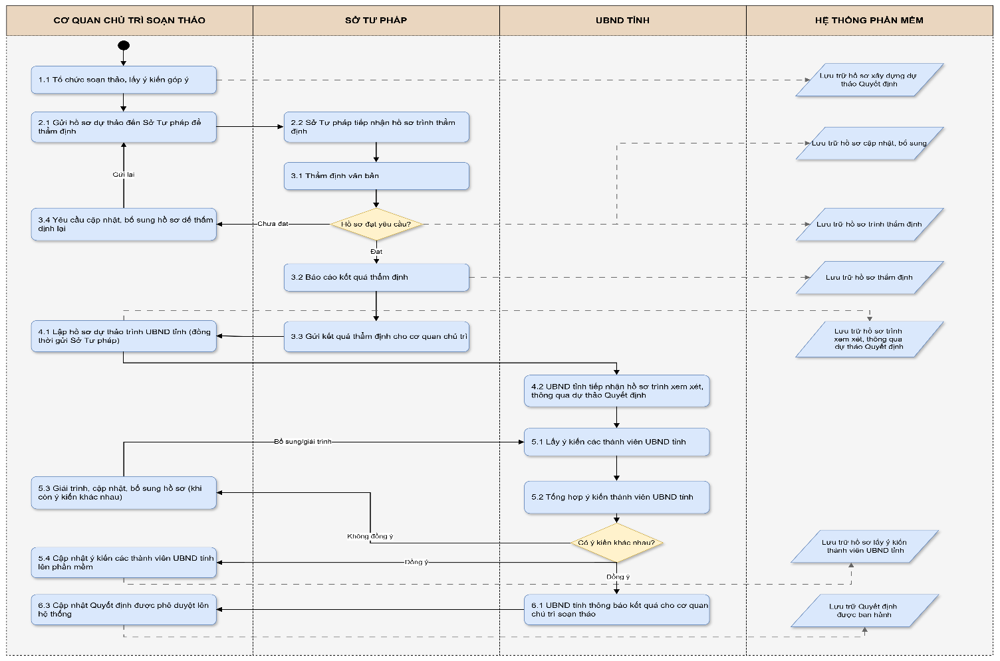 CƠ QUAN CHỦ TRÌ SOẠN THẢO
SỞ TƯ PHÁP
UBND TỈNH
HỆ THỐNG PHẦN MỀM
1.1 Tổ chức soạn thảo, lấy ý kiến góp ý
Lưu trữ hồ sơ xây dựng dự
thảo Quyết định
2.1 Gửi hồ sơ dự thảo đến Sở Tư pháp để
thẩm định
2.2 Sở Tư pháp tiếp nhận hồ sơ trình thẩm
định
Lưu trữ hồ sơ cập nhật, bổ sung
Gửi lại
3.1 Thẩm định văn bản
3.4 Yêu cầu cập nhật, bổ sung hồ sơ để thẩm
định lại
Chưa đạt
Hồ sơ đạt yêu cầu?
Lưu trữ hồ sơ trình thẩm định
Đạt
3.2 Báo cáo kết quả thẩm định
Lưu trữ hồ sơ thẩm định
4.1 Lập hồ sơ dự thảo trình UBND tỉnh (đồng
thời gửi Sở Tư pháp)
3.3 Gửi kết quả thẩm định cho cơ quan chủ trì
Lưu trữ hồ sơ trình
xem xét, thông qua
dự thảo Quyết định
4.2 UBND tỉnh tiếp nhận hồ sơ trình xem xét,
thông qua dự thảo Quyết định
Bổ sung/giải trình
5.1 Lấy ý kiến các thành viên UBND tỉnh
5.3 Giải trình, cập nhật, bổ sung hồ sơ (khi
còn ý kiến khác nhau)
5.2 Tổng hợp ý kiến thành viên UBND tỉnh
Không đồng ý
Có ý kiến khác nhau?
Lưu trữ hồ sơ lấy ý kiến
thành viên UBND tỉnh
5.4 Cập nhật ý kiến các thành viên UBND tỉnh
lên phần mềm
Đồng ý
Đồng ý
6.3 Cập nhật Quyết định được phê duyệt lên
hệ thống
6.1 UBND tỉnh thông báo kết quả cho cơ quan
chủ trì soạn thảo
Lưu trữ Quyết định
được ban hành